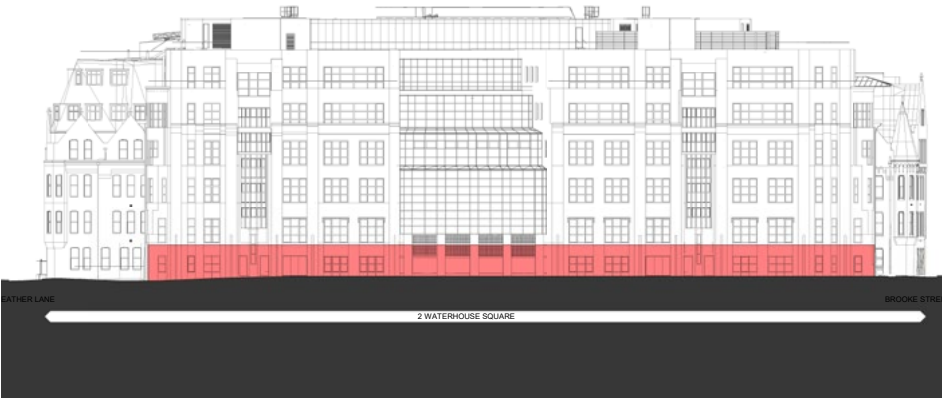 EATHER LANE
BROOKE STRE
2 WATERHOUSE SQUARE